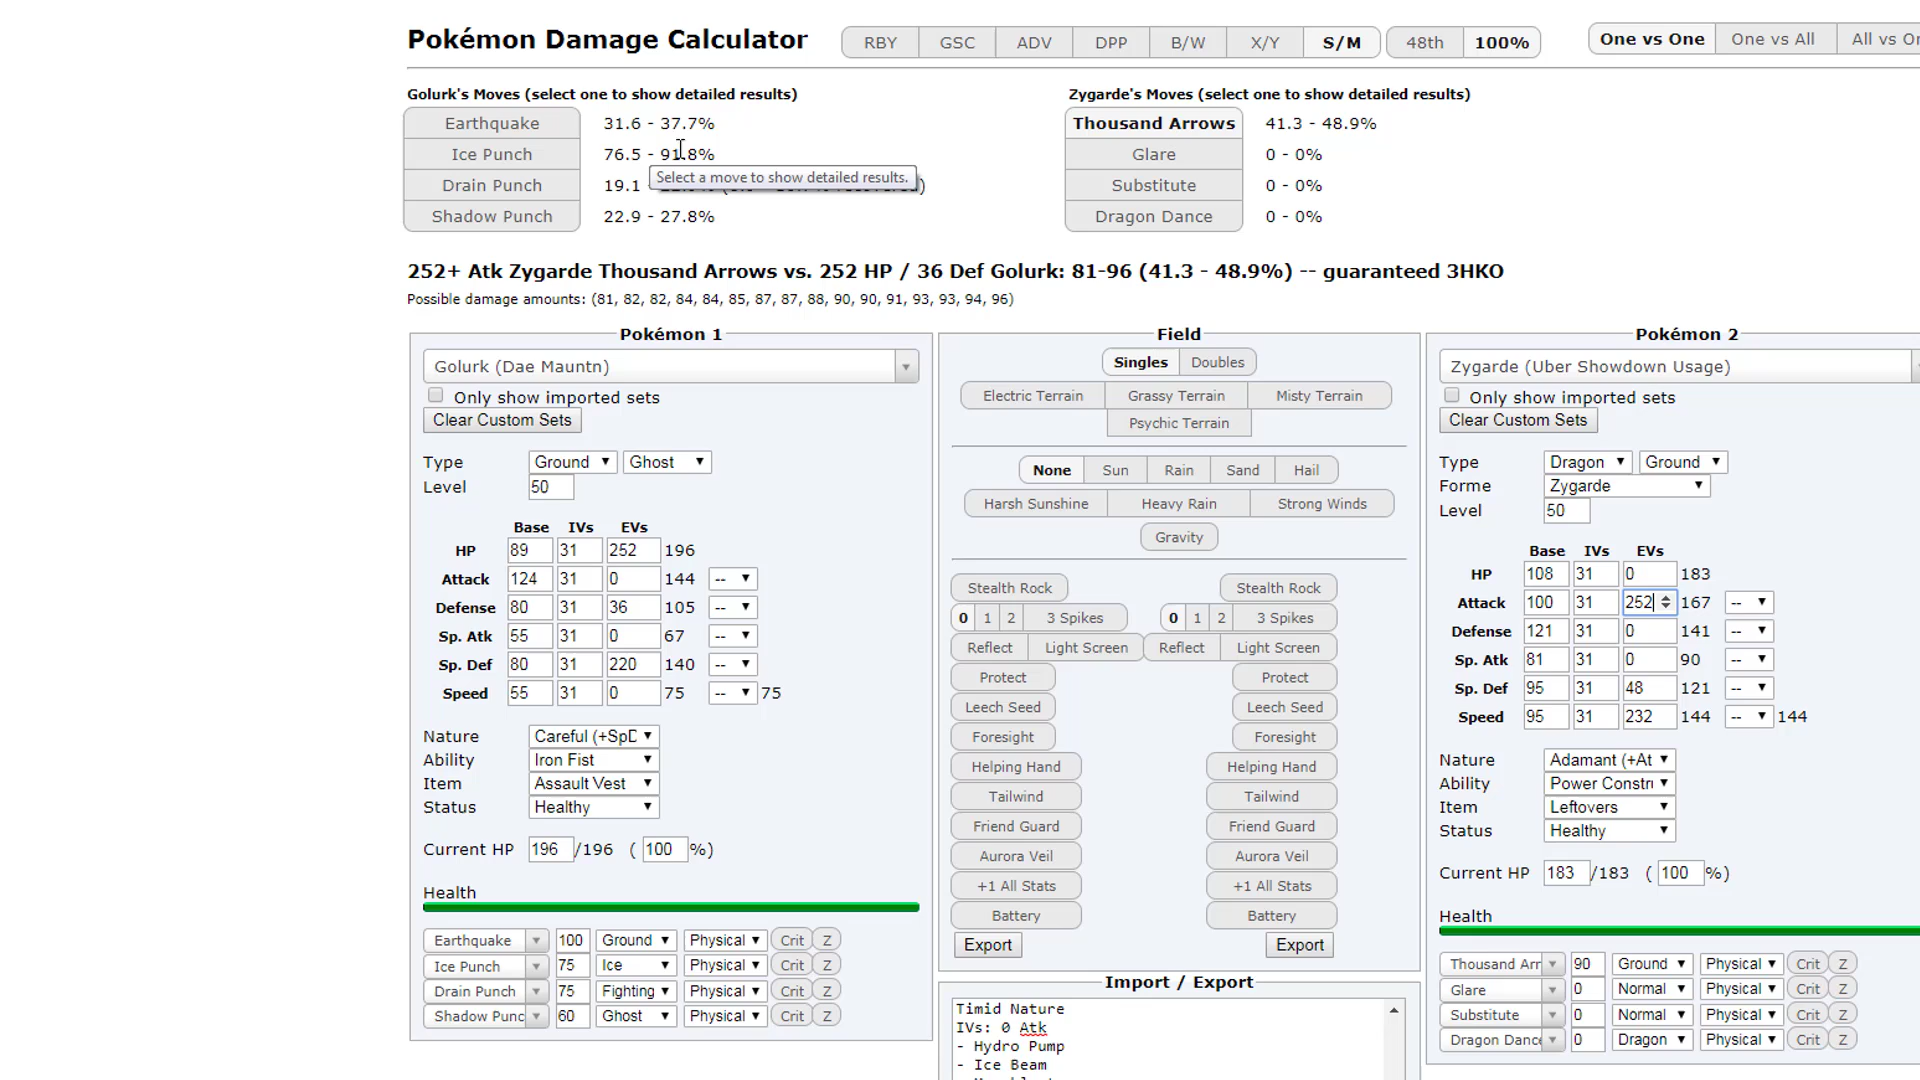 Pokémon Damage Calculator
RBY GSC ADV DPP B/W X/Y S/M 48th 100% One vs One One vs All All vs
Golurk's Moves (select one to show detailed results)
Earthquake 31.6 - 37.7%
Ice Punch 76.5 - 91.8%
Drain Punch 19.1 -
Select a move to show detailed results.
Shadow Punch 22.9 - 27.8%
Zygarde's Moves (select one to show detailed results)
Thousand Arrows 41.3 - 48.9%
Glare 0 - 0%
Substitute 0 - 0%
Dragon Dance 0 - 0%
252+ Atk Zygarde Thousand Arrows vs. 252 HP / 36 Def Golurk: 81-96 (41.3 - 48.9%) -- guaranteed 3HKO
Possible damage amounts: (81, 82, 82, 84, 84, 85, 87, 87, 88, 90, 90, 91, 93, 93, 94, 96)
Pokémon 1
Golurk (Dae Mauntn)
Only show imported sets
Clear Custom Sets
Type Ground Ghost
Level 50
Base IVs EVs
HP 89 31 252 196
Attack 124 31 0 144 --
Defense 80 31 36 105 --
Sp. Atk 55 31 0 67 --
Sp. Def 80 31 220 140 --
Speed 55 31 0 75 -- 75
Nature Careful (+SpD
Ability Iron Fist
Item Assault Vest
Status Healthy
Current HP 196 /196 ( 100 %)
Health
Earthquake 100 Ground Physical Crit Z
Ice Punch 75 Ice Physical Crit Z
Drain Punch 75 Fighting Physical Crit Z
Shadow Punc 60 Ghost Physical Crit Z
Field
Singles Doubles
Electric Terrain Grassy Terrain Misty Terrain
Psychic Terrain
None Sun Rain Sand Hail
Harsh Sunshine Heavy Rain Strong Winds
Gravity
Stealth Rock Stealth Rock
0 1 2 3 Spikes 0 1 2 3 Spikes
Reflect Light Screen Reflect Light Screen
Protect Protect
Leech Seed Leech Seed
Foresight Foresight
Helping Hand Helping Hand
Tailwind Tailwind
Friend Guard Friend Guard
Aurora Veil Aurora Veil
+1 All Stats +1 All Stats
Battery Battery
Export Export
Import / Export
Timid Nature
IVs: 0 Atk
- Hydro Pump
- Ice Beam
Pokémon 2
Zygarde (Uber Showdown Usage)
Only show imported sets
Clear Custom Sets
Type Dragon Ground
Forme Zygarde
Level 50
Base IVs EVs
HP 108 31 0 183
Attack 100 31 252 167 --
Defense 121 31 0 141 --
Sp. Atk 81 31 0 90 --
Sp. Def 95 31 48 121 --
Speed 95 31 232 144 -- 144
Nature Adamant (+At
Ability Power Constr
Item Leftovers
Status Healthy
Current HP 183 /183 ( 100 %)
Health
Thousand Arr 90 Ground Physical Crit Z
Glare 0 Normal Physical Crit Z
Substitute 0 Normal Physical Crit Z
Dragon Danc 0 Dragon Physical Crit Z